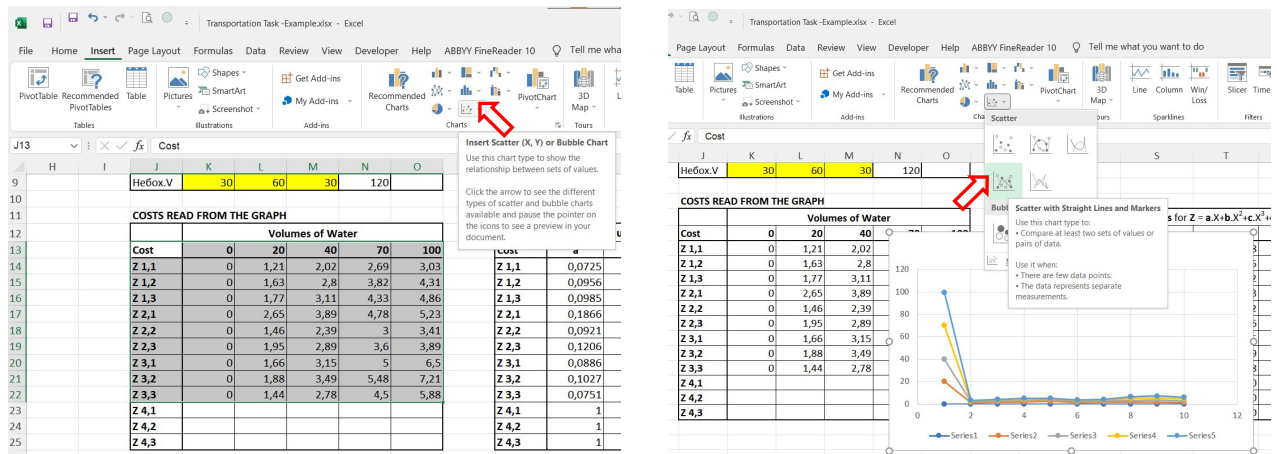 Transportation Task -Example.xlsx - Excel
File Home Insert Page Layout Formulas Data Review View Developer Help ABBYY FineReader 10 Tell me wha
PivotTable Recommended PivotTables Table Pictures Shapes SmartArt Screenshot Get Add-ins My Add-ins Recommended Charts PivotChart 3D Map
Tables Illustrations Add-ins Charts Tours
J13 fx Cost
Insert Scatter (X, Y) or Bubble Chart
Use this chart type to show the
relationship between sets of values.
Click the arrow to see the different
types of scatter and bubble charts
available and pause the pointer on
the icons to see a preview in your
document.
H I J K L M N O
9 Небох.V 30 60 30 120
10
11 COSTS READ FROM THE GRAPH
12 Volumes of Water
13 Cost 0 20 40 70 100 Cost a
14 Z 1,1 0 1,21 2,02 2,69 3,03 Z 1,1 0,0725
15 Z 1,2 0 1,63 2,8 3,82 4,31 Z 1,2 0,0956
16 Z 1,3 0 1,77 3,11 4,33 4,86 Z 1,3 0,0985
17 Z 2,1 0 2,65 3,89 4,78 5,23 Z 2,1 0,1866
18 Z 2,2 0 1,46 2,39 3 3,41 Z 2,2 0,0921
19 Z 2,3 0 1,95 2,89 3,6 3,89 Z 2,3 0,1206
20 Z 3,1 0 1,66 3,15 5 6,5 Z 3,1 0,0886
21 Z 3,2 0 1,88 3,49 5,48 7,21 Z 3,2 0,1027
22 Z 3,3 0 1,44 2,78 4,5 5,88 Z 3,3 0,0751
23 Z 4,1 Z 4,1 1
24 Z 4,2 Z 4,2 1
25 Z 4,3 Z 4,3 1
Transportation Task -Example.xlsx - Excel
Page Layout Formulas Data Review View Developer Help ABBYY FineReader 10 Tell me what you want to do
Table Pictures Shapes SmartArt Screenshot Get Add-ins My Add-ins Recommended Charts PivotChart 3D Map Line Column Win/Loss Slicer Time
Illustrations Add-ins Cha ours Sparklines Filters
fx Cost
Scatter
Scatter with Straight Lines and Markers
Use this chart type to:
• Compare at least two sets of values or
pairs of data.
Use it when:
• There are few data points.
• The data represents separate
measurements.
J K L M N O S T
Небох.V 30 60 30 120
COSTS READ FROM THE GRAPH
Volumes of Water s for Z = a.X+b.X²+c.X³+
Cost 0 20 40 70 100
Z 1,1 0 1,21 2,02
Z 1,2 0 1,63 2,8
Z 1,3 0 1,77 3,11
Z 2,1 0 2,65 3,89
Z 2,2 0 1,46 2,39
Z 2,3 0 1,95 2,89
Z 3,1 0 1,66 3,15
Z 3,2 0 1,88 3,49
Z 3,3 0 1,44 2,78
Z 4,1
Z 4,2
Z 4,3
120
100
80
60
40
20
0
0 2 4 6 8 10 12
Series1 Series2 Series3 Series4 Series5